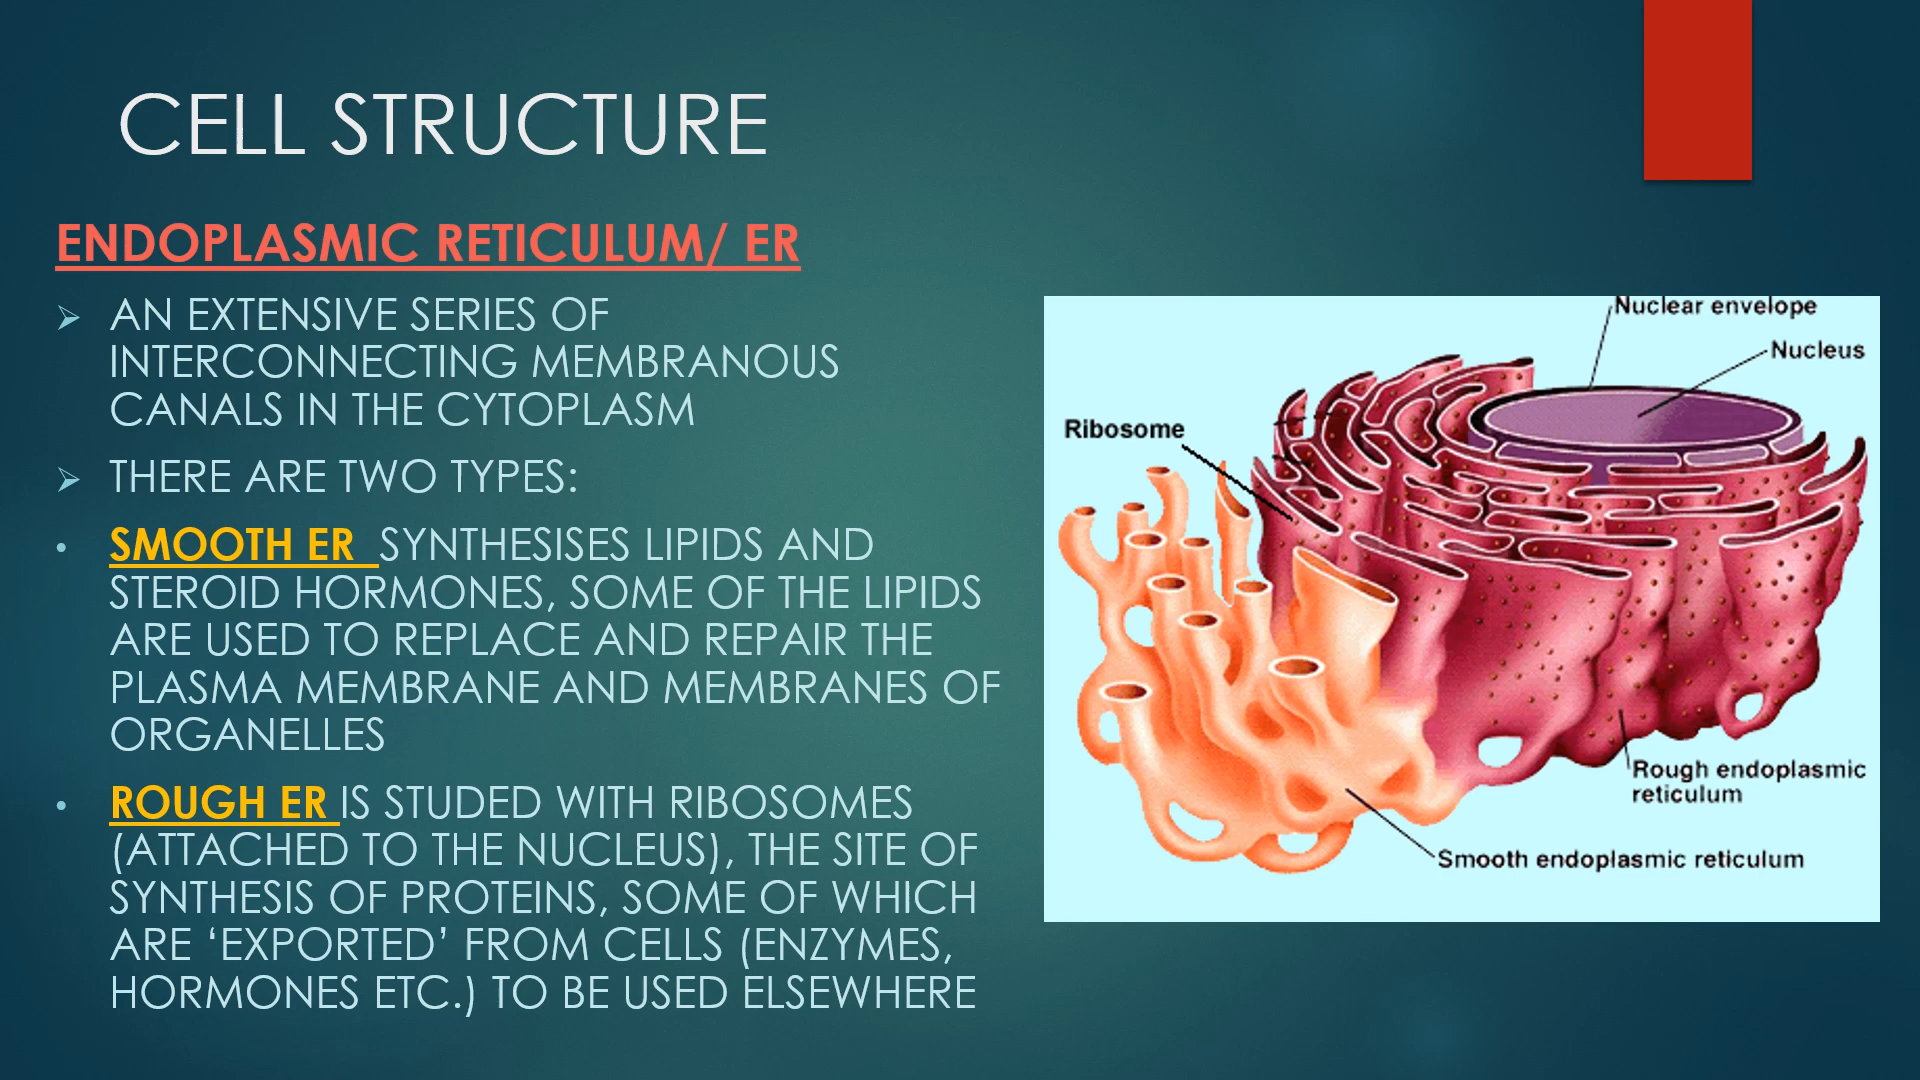 CELL STRUCTURE
ENDOPLASMIC RETICULUM/ ER
➢ AN EXTENSIVE SERIES OF
INTERCONNECTING MEMBRANOUS
CANALS IN THE CYTOPLASM
➢ THERE ARE TWO TYPES:
• SMOOTH ER SYNTHESISES LIPIDS AND
STEROID HORMONES, SOME OF THE LIPIDS
ARE USED TO REPLACE AND REPAIR THE
PLASMA MEMBRANE AND MEMBRANES OF
ORGANELLES
• ROUGH ER IS STUDED WITH RIBOSOMES
(ATTACHED TO THE NUCLEUS), THE SITE OF
SYNTHESIS OF PROTEINS, SOME OF WHICH
ARE ‘EXPORTED’ FROM CELLS (ENZYMES,
HORMONES ETC.) TO BE USED ELSEWHERE
Nuclear envelope
Nucleus
Ribosome
Rough endoplasmic
reticulum
Smooth endoplasmic reticulum